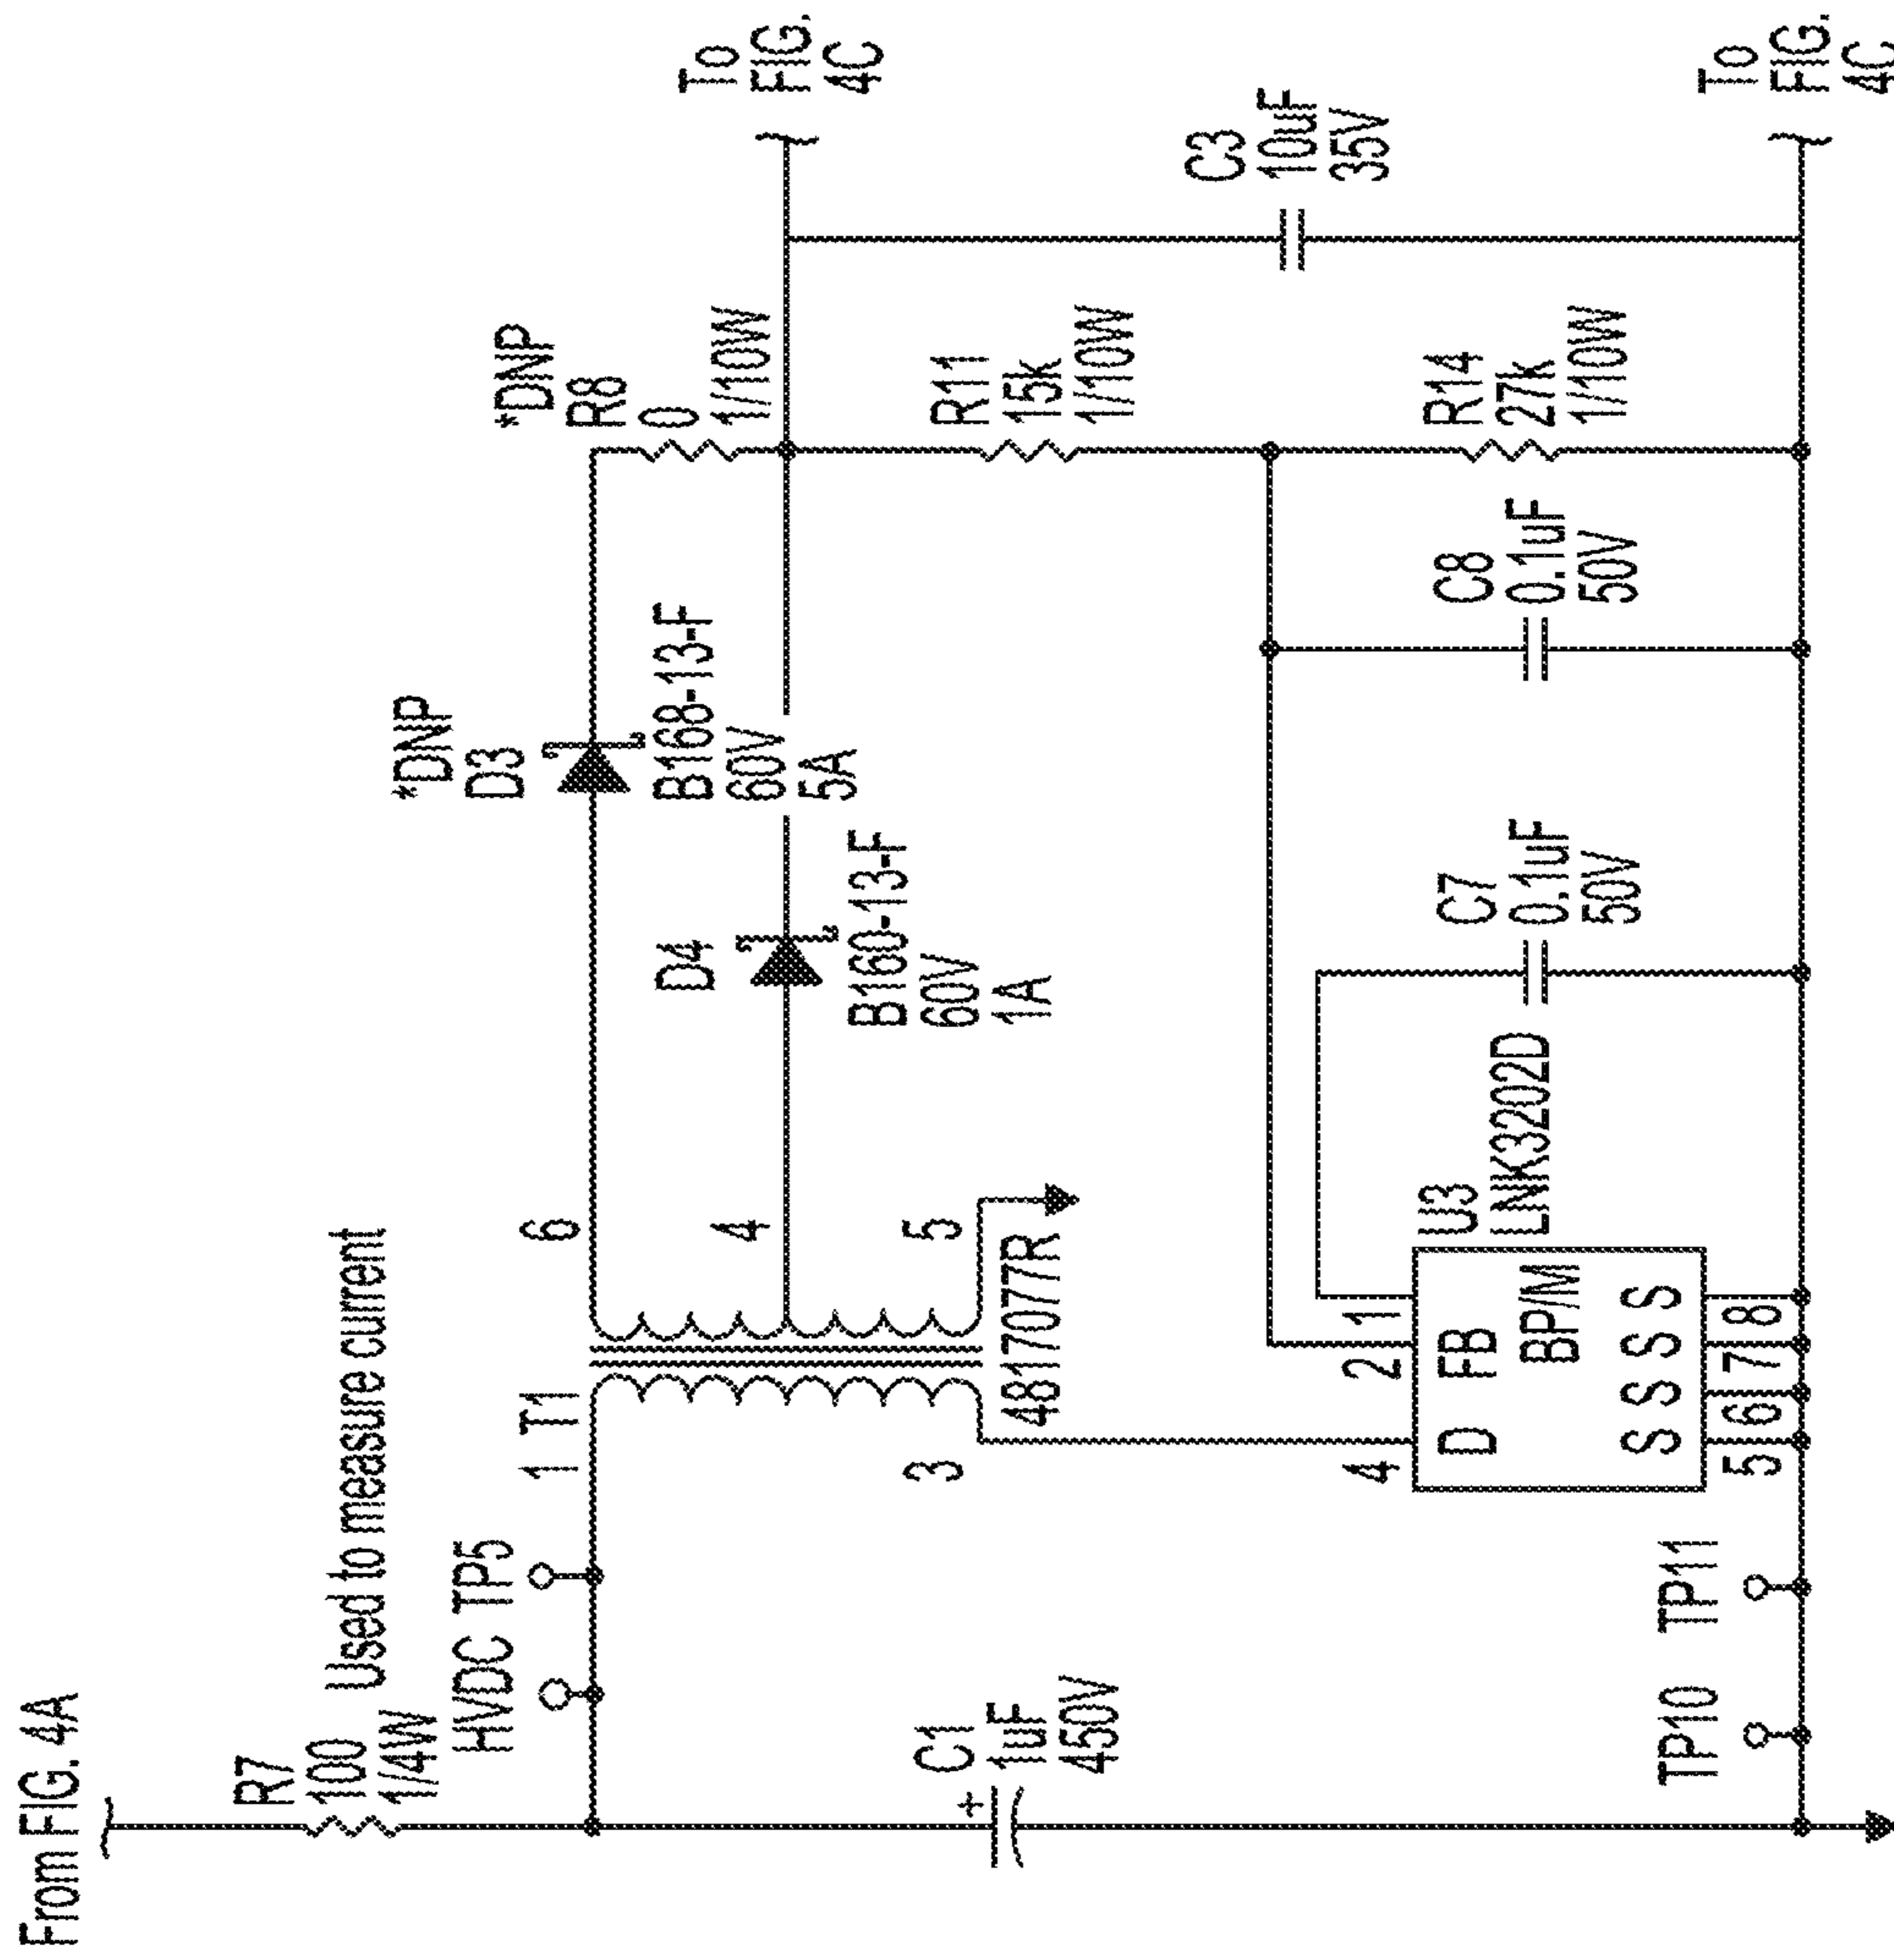 From FIG. 4A
R7
100
1/4W
Used to measure current
HVDC TP5
1 T1
3
6
4
5
4817077R
C1
+
1uF
450V
TP10
TP11
*DNP
D3
B168-13-F
60V
5A
D4
B160-13-F
60V
1A
*DNP
R8
0
1/10W
To
FIG.
4C
R11
15k
1/10W
C3
10uF
35V
R14
27k
1/10W
C8
0.1uF
50V
C7
0.1uF
50V
U3
LNK3202D
4 2 1
D FB
BP/M
S S S S
5 6 7 8
To
FIG.
4C